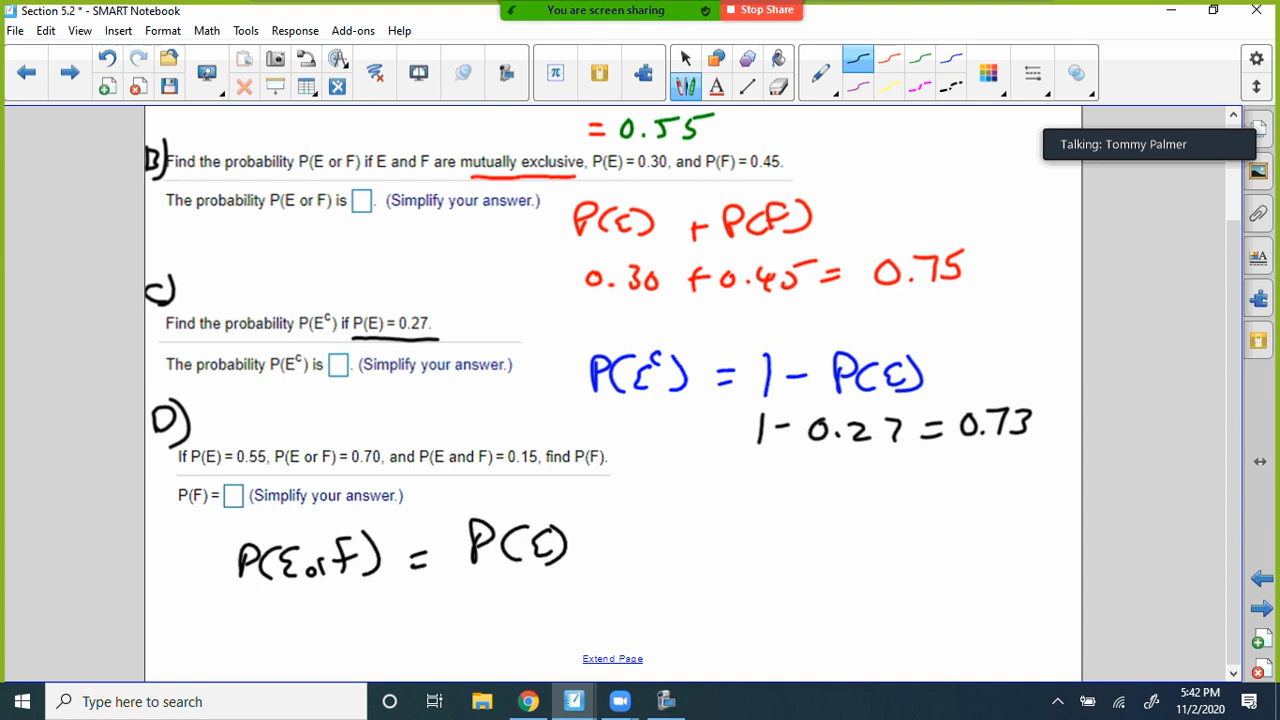 Section 5.2 * - SMART Notebook
You are screen sharing
Stop Share
File Edit View Insert Format Math Tools Response Add-ons Help
Talking: Tommy Palmer
= 0.55
B) Find the probability P(E or F) if E and F are mutually exclusive, P(E) = 0.30, and P(F) = 0.45.
The probability P(E or F) is . (Simplify your answer.)
P(E) + P(F)
0.30 + 0.45 = 0.75
C)
Find the probability P(Eᶜ) if P(E) = 0.27.
The probability P(Eᶜ) is . (Simplify your answer.)
P(Eᶜ) = 1 - P(E)
1 - 0.27 = 0.73
D)
If P(E) = 0.55, P(E or F) = 0.70, and P(E and F) = 0.15, find P(F).
P(F) = (Simplify your answer.)
P(E or F) = P(E)
Extend Page
Type here to search
5:42 PM
11/2/2020